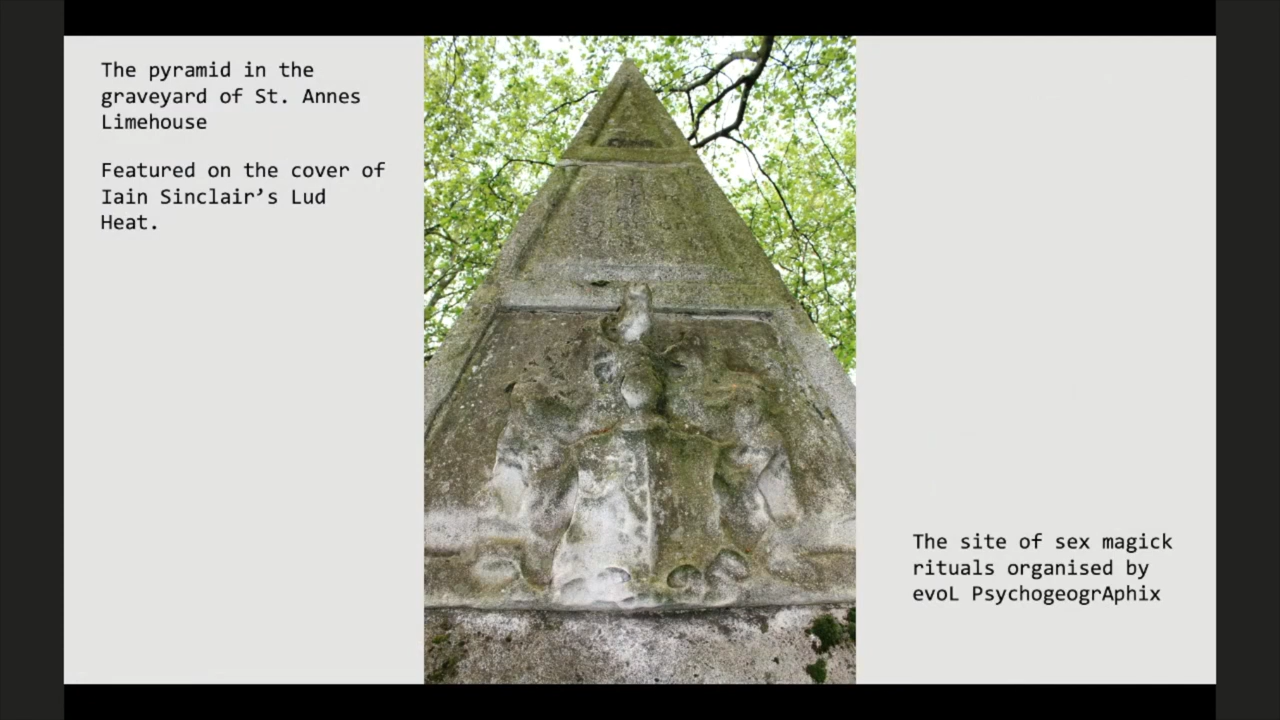 The pyramid in the
graveyard of St. Annes
Limehouse
Featured on the cover of
Iain Sinclair’s Lud
Heat.
The site of sex magick
rituals organised by
evoL PsychogeogrAphix